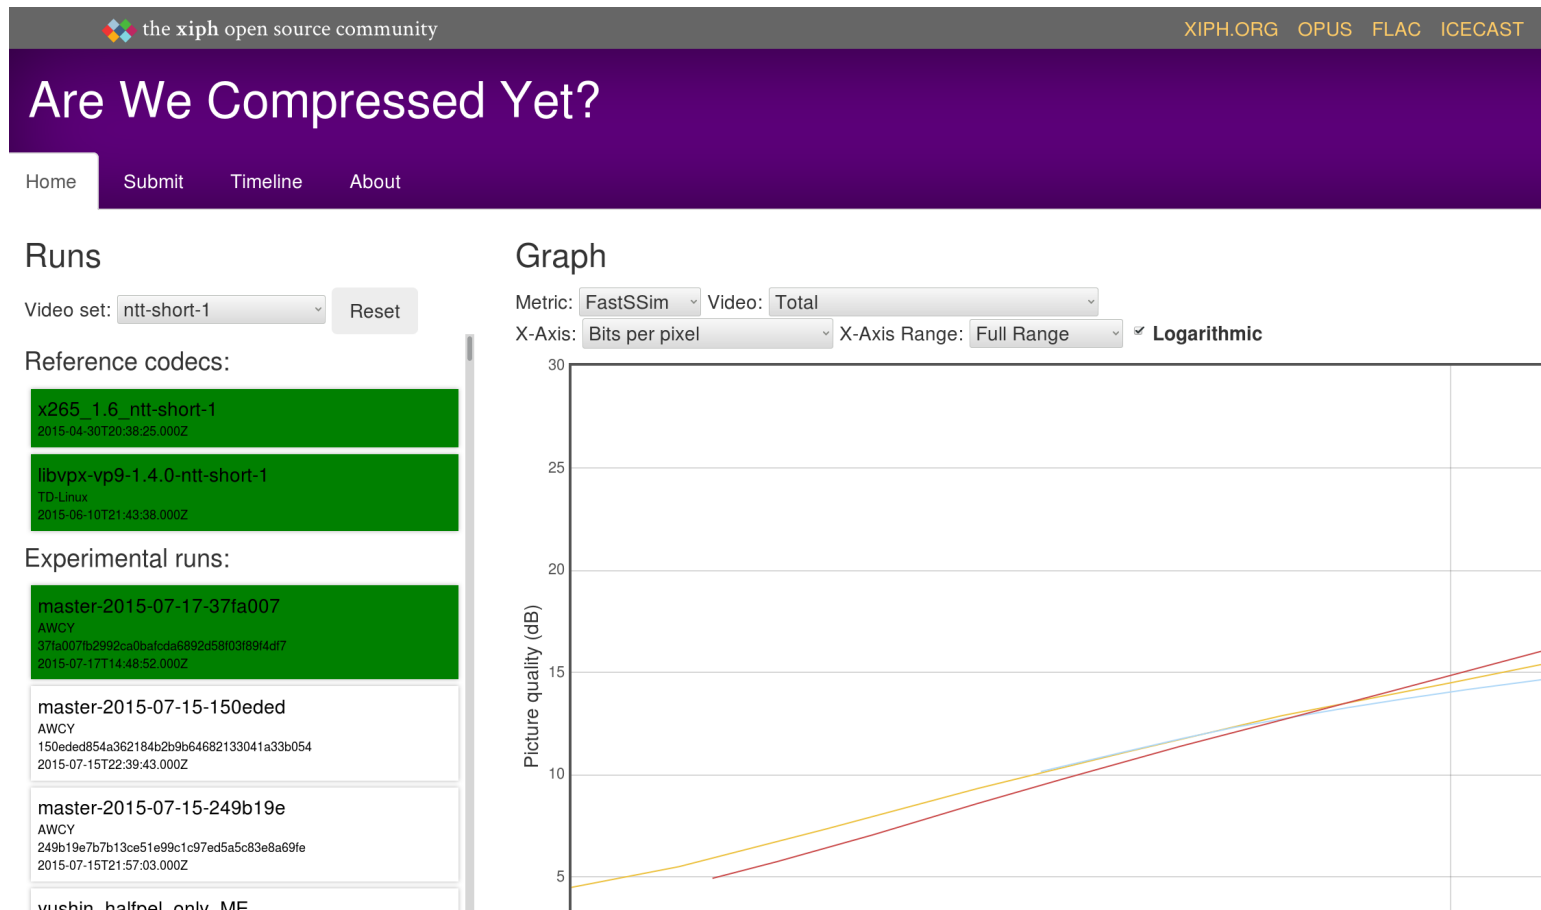 the xiph open source community
XIPH.ORG OPUS FLAC ICECAST
Are We Compressed Yet?
Home Submit Timeline About
Runs
Video set: ntt-short-1 Reset
Reference codecs:
x265_1.6_ntt-short-1
2015-04-30T20:38:25.000Z
libvpx-vp9-1.4.0-ntt-short-1
TD-Linux
2015-06-10T21:43:38.000Z
Experimental runs:
master-2015-07-17-37fa007
AWCY
37fa007fb2992ca0bafcda6892d58f03f89f4df7
2015-07-17T14:48:52.000Z
master-2015-07-15-150eded
AWCY
150eded854a362184b2b9b64682133041a33b054
2015-07-15T22:39:43.000Z
master-2015-07-15-249b19e
AWCY
249b19e7b7b13ce51e99c1c97ed5a5c83e8a69fe
2015-07-15T21:57:03.000Z
yushin_halfpel_only_ME
Graph
Metric: FastSSim Video: Total
X-Axis: Bits per pixel X-Axis Range: Full Range Logarithmic
30
25
20
15
10
5
Picture quality (dB)